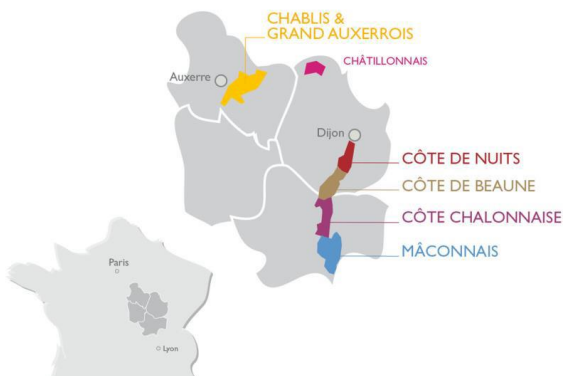 CHABLIS &
GRAND AUXERROIS
CHÂTILLONNAIS
Auxerre
Dijon
CÔTE DE NUITS
CÔTE DE BEAUNE
CÔTE CHALONNAISE
MÂCONNAIS
Paris
Lyon